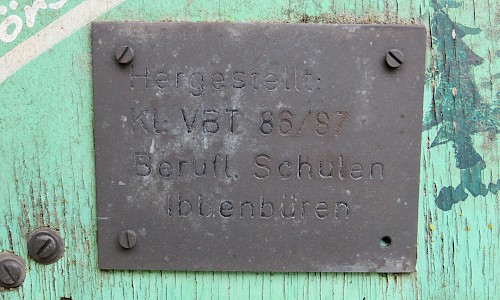 Hergestellt:
KL VBT 86/87
Berufl. Schulen
Ibbenbüren